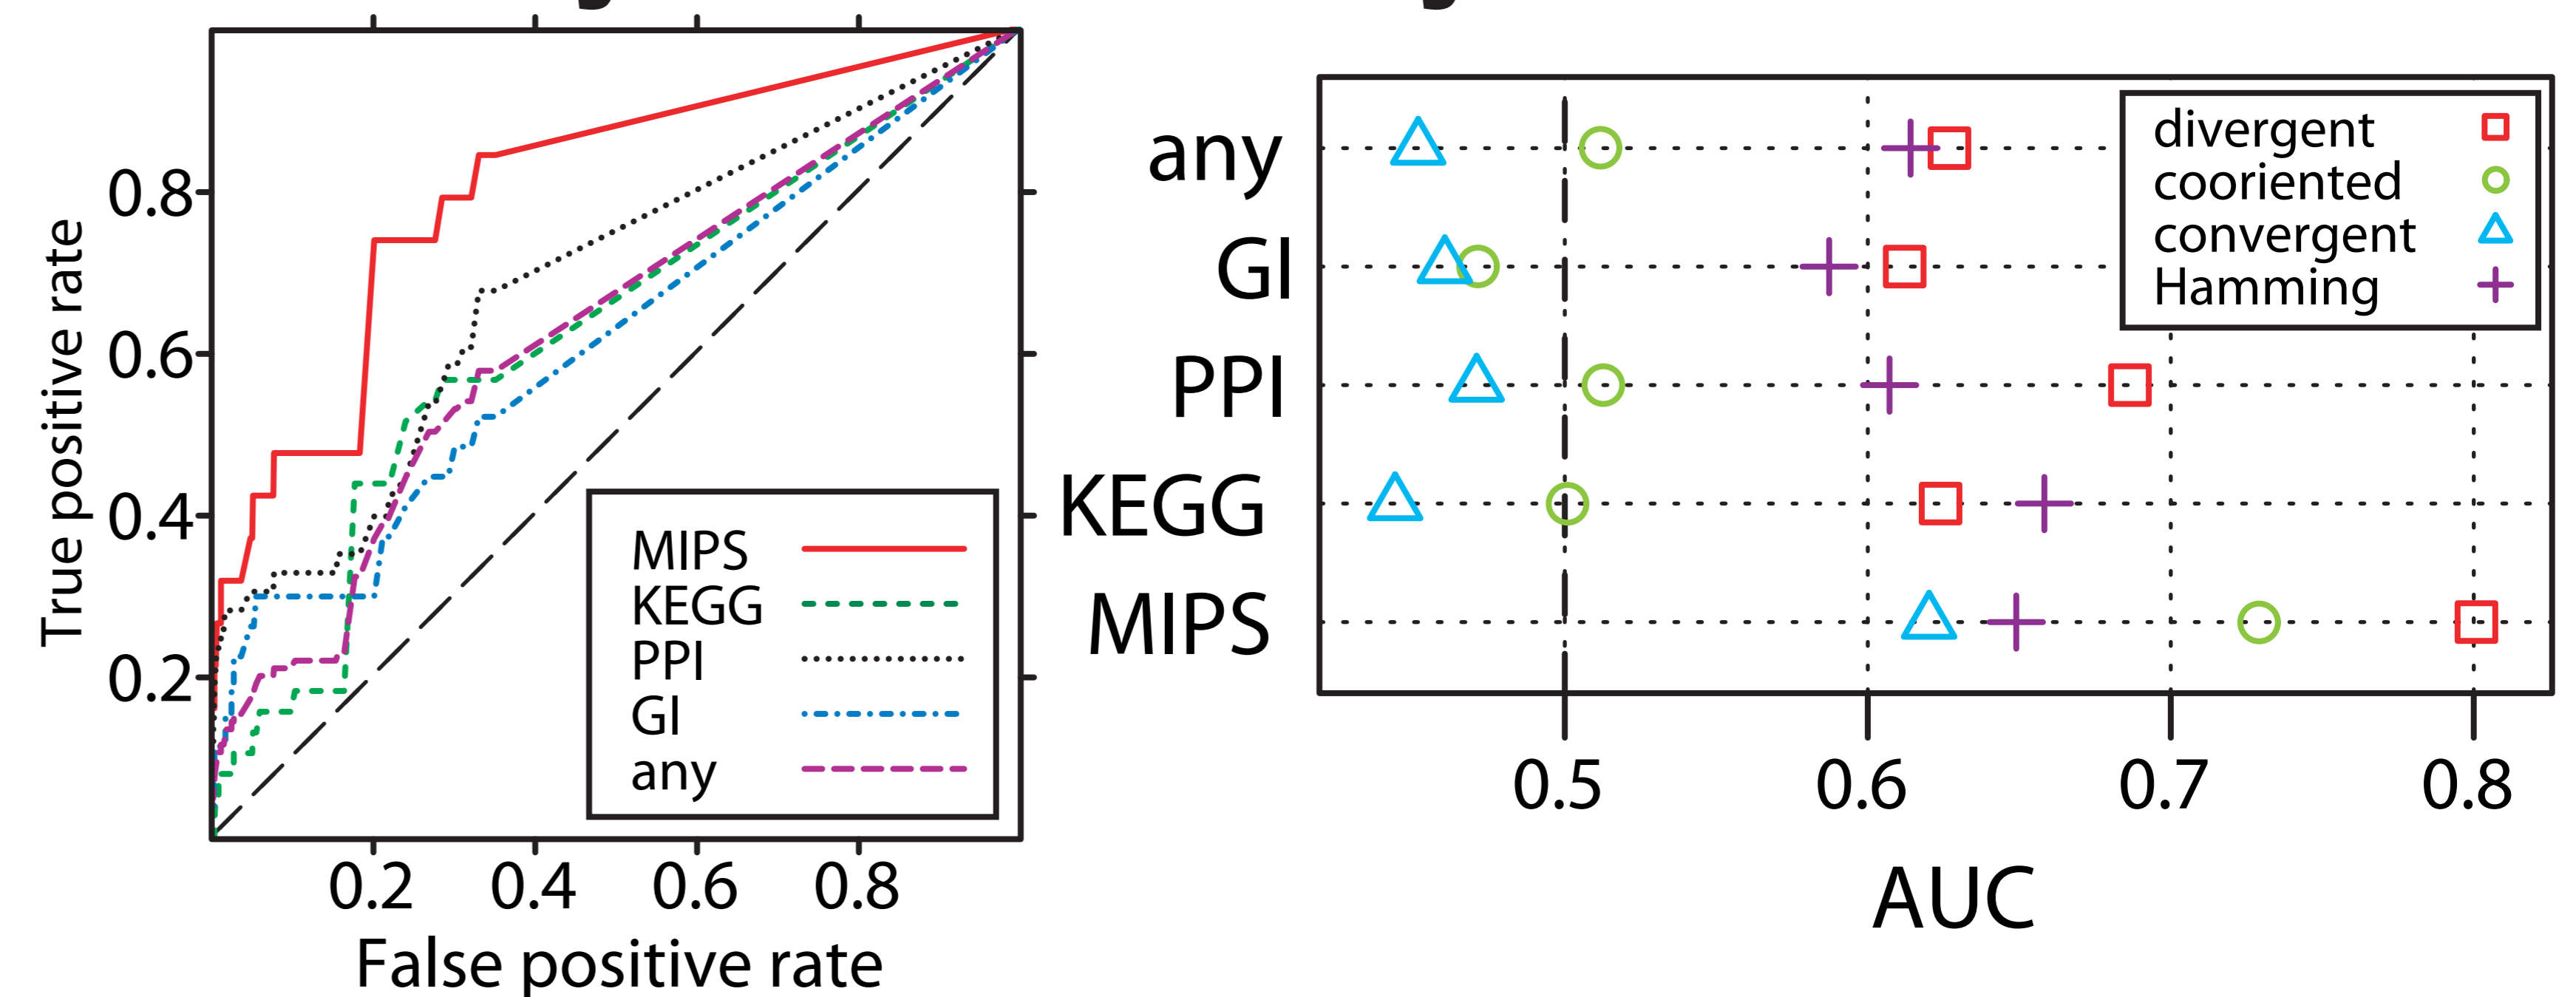 True positive rate
0.8
0.6
0.4
0.2
MIPS
KEGG
PPI
GI
any
0.2 0.4 0.6 0.8
False positive rate
any
GI
PPI
KEGG
MIPS
divergent
cooriented
convergent
Hamming
0.5 0.6 0.7 0.8
AUC